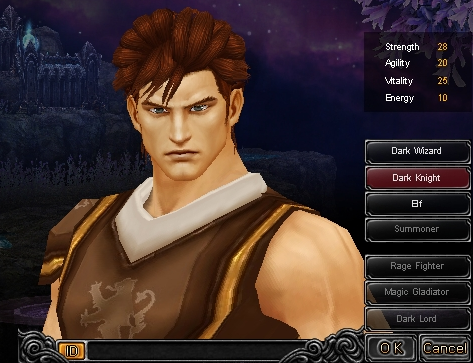 Strength 28
Agility 20
Vitality 25
Energy 10
Dark Wizard
Dark Knight
Elf
Summoner
Rage Fighter
Magic Gladiator
Dark Lord
ID
OK
Cancel